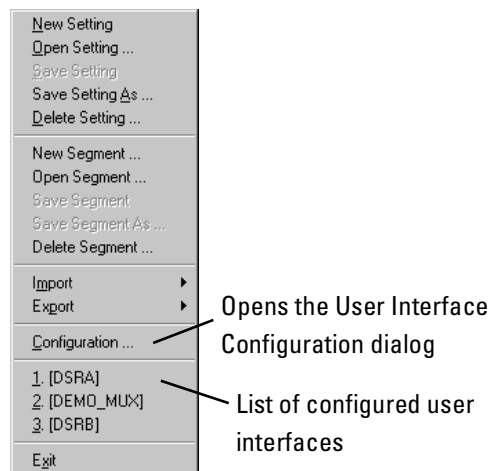 New Setting
Open Setting ...
Save Setting
Save Setting As ...
Delete Setting ...
New Segment ...
Open Segment ...
Save Segment
Save Segment As ...
Delete Segment ...
Import
Export
Configuration ...
1. [DSRA]
2. [DEMO_MUX]
3. [DSRB]
Exit
Opens the User Interface
Configuration dialog
List of configured user
interfaces